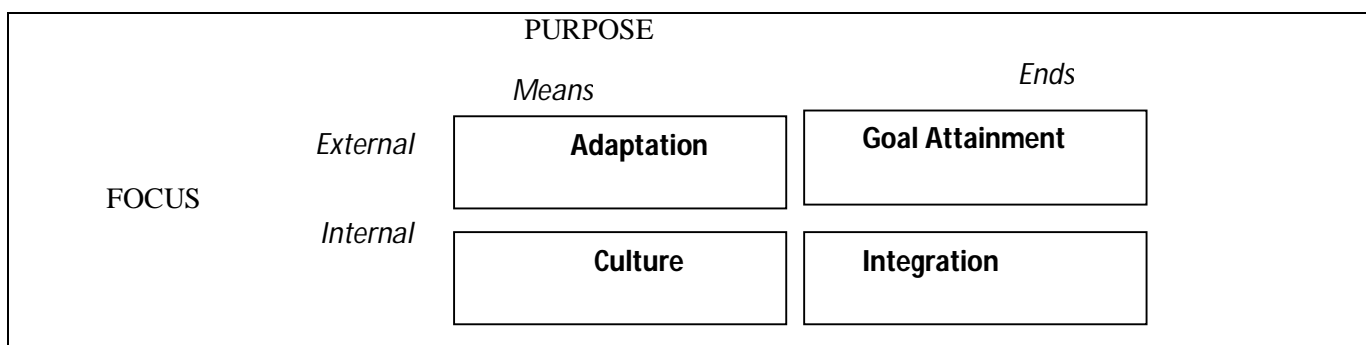 PURPOSE
Ends
Means
External
Adaptation
Goal Attainment
FOCUS
Internal
Culture
Integration